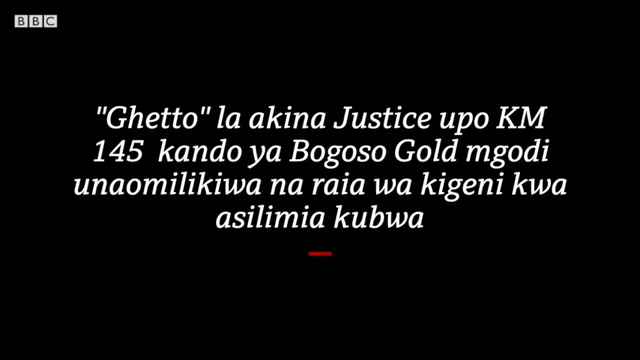 BBC
"Ghetto" la akina Justice upo KM
145 kando ya Bogoso Gold mgodi
unaomilikiwa na raia wa kigeni kwa
asilimia kubwa